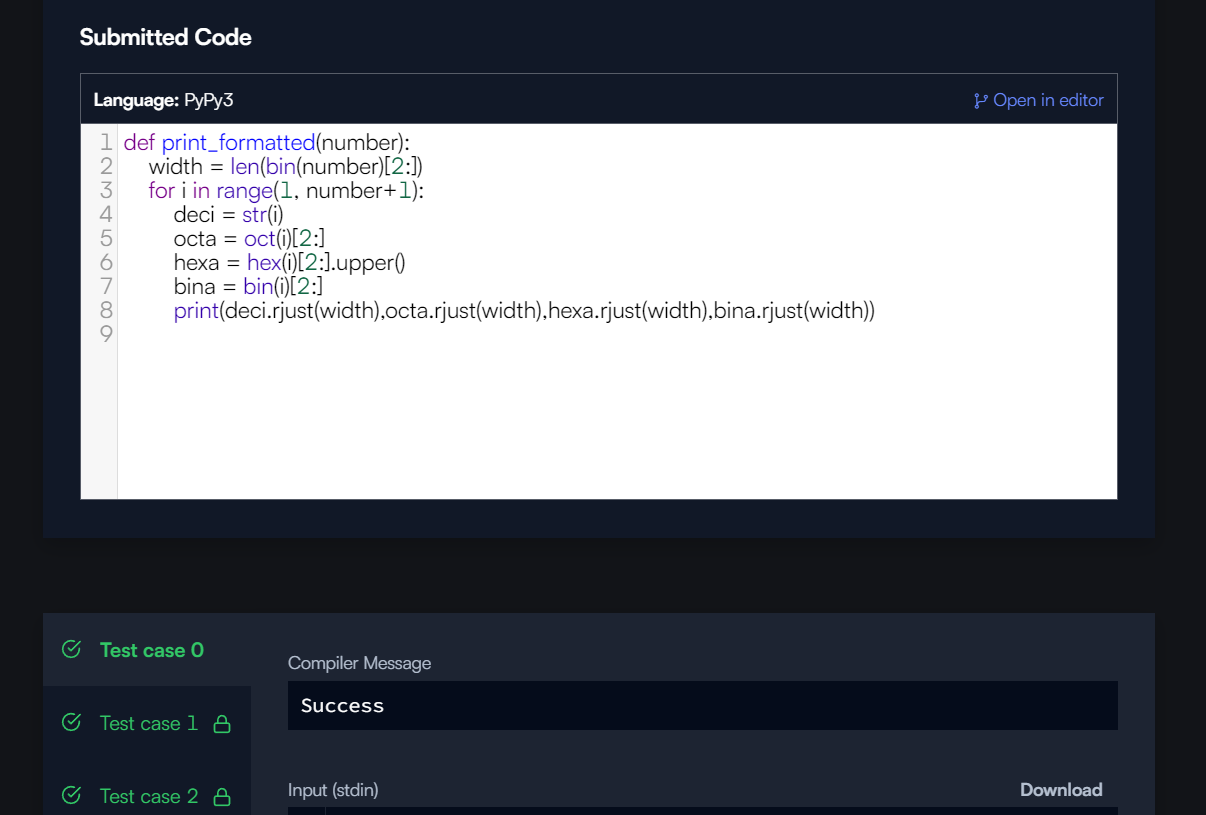 Submitted Code
Language: PyPy3
Open in editor
1 def print_formatted(number):
2     width = len(bin(number)[2:])
3     for i in range(1, number+1):
4         deci = str(i)
5         octa = oct(i)[2:]
6         hexa = hex(i)[2:].upper()
7         bina = bin(i)[2:]
8         print(deci.rjust(width),octa.rjust(width),hexa.rjust(width),bina.rjust(width))
9
Test case 0
Test case 1
Test case 2
Compiler Message
Success
Input (stdin)
Download